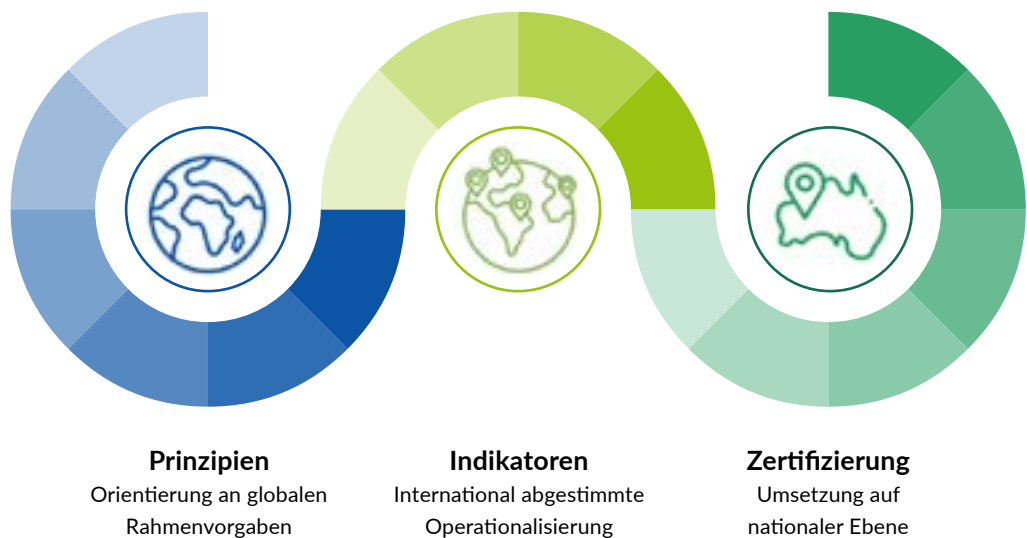 Prinzipien
Orientierung an globalen
Rahmenvorgaben
Indikatoren
International abgestimmte
Operationalisierung
Zertifizierung
Umsetzung auf
nationaler Ebene